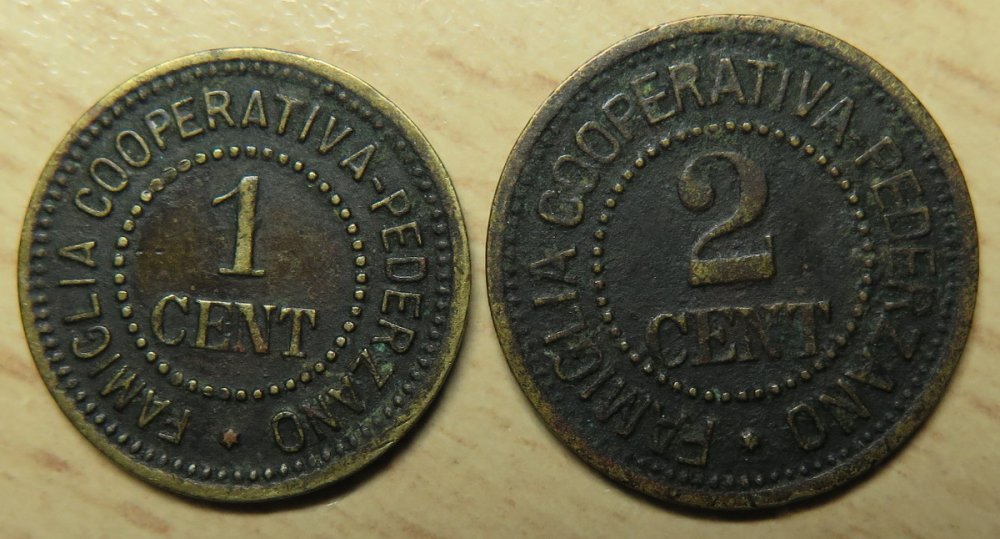 FAMIGLIA COOPERATIVA-PEDERZANO
1
CENT
FAMIGLIA COOPERATIVA-PEDERZANO
2
CENT